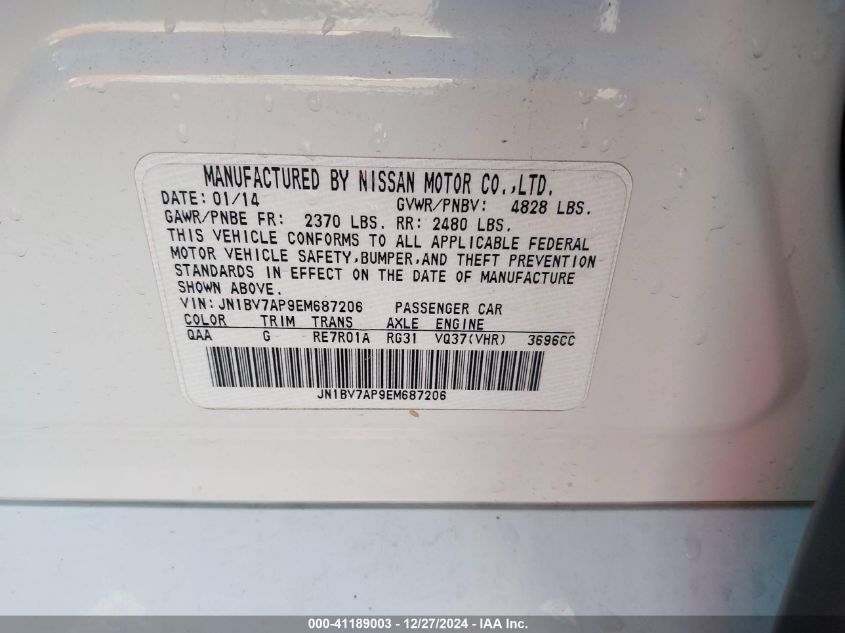 MANUFACTURED BY NISSAN MOTOR CO.,LTD.
DATE: 01/14 GVWR/PNBV: 4828 LBS.
GAWR/PNBE FR: 2370 LBS. RR: 2480 LBS.
THIS VEHICLE CONFORMS TO ALL APPLICABLE FEDERAL
MOTOR VEHICLE SAFETY,BUMPER,AND THEFT PREVENTION
STANDARDS IN EFFECT ON THE DATE OF MANUFACTURE
SHOWN ABOVE.
VIN: JN1BV7AP9EM687206 PASSENGER CAR
COLOR TRIM TRANS AXLE ENGINE
QAA G RE7R01A RG31 VQ37(VHR) 3696CC
JN1BV7AP9EM687206
000-41189003 - 12/27/2024 - IAA Inc.